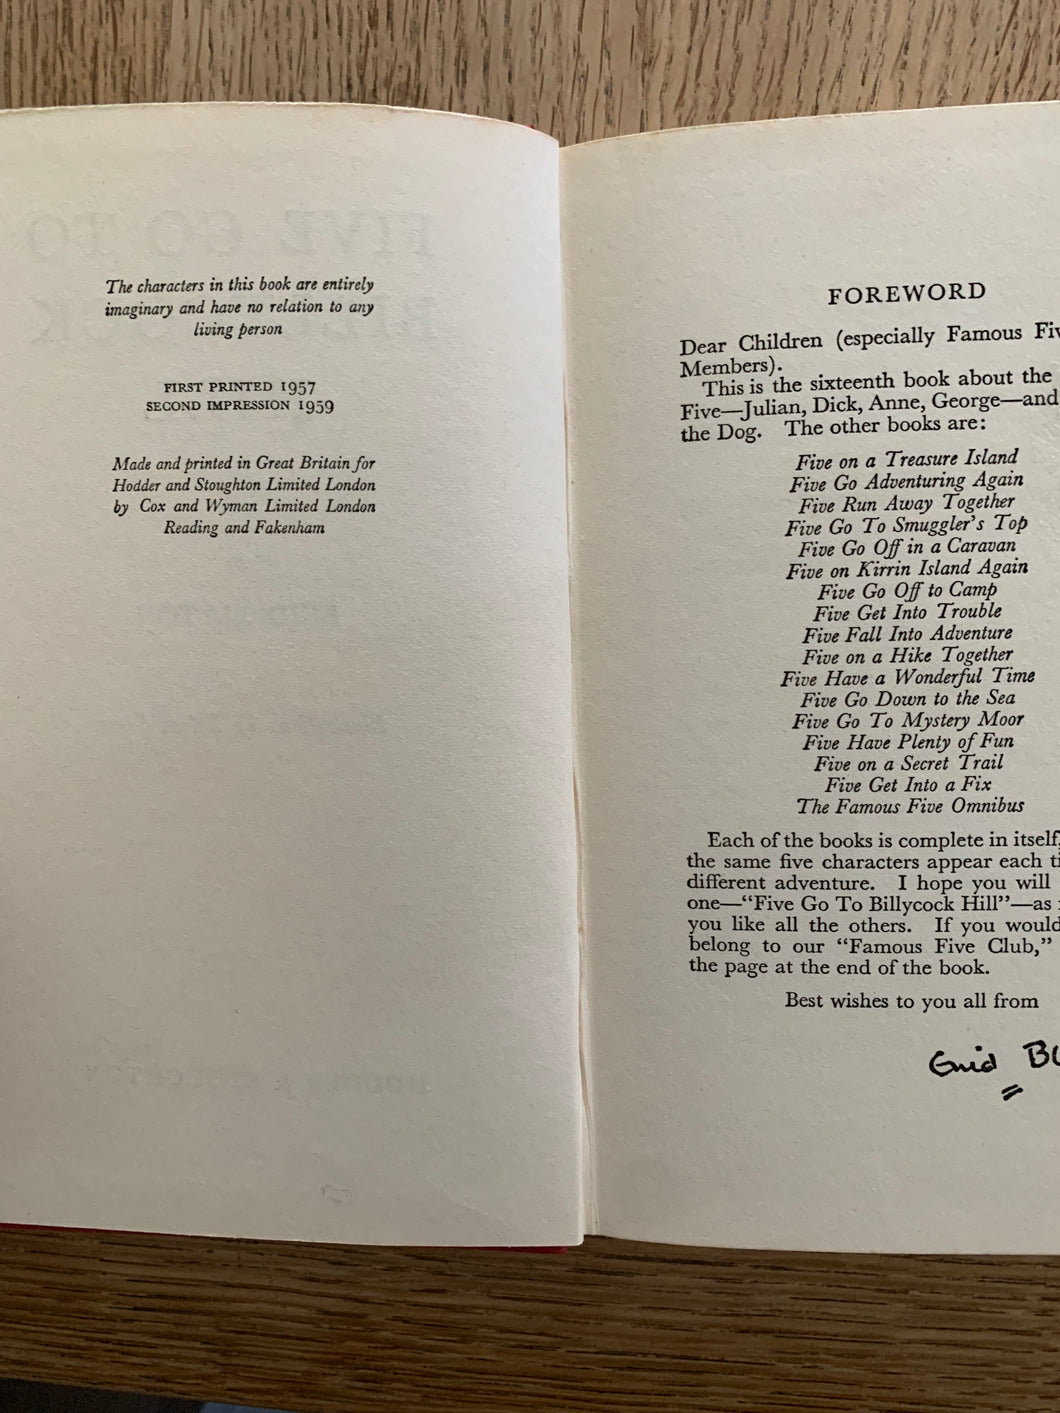 The characters in this book are entirely
imaginary and have no relation to any
living person
FIRST PRINTED 1957
SECOND IMPRESSION 1959
Made and printed in Great Britain for
Hodder and Stoughton Limited London
by Cox and Wyman Limited London
Reading and Fakenham
FOREWORD
Dear Children (especially Famous
Members).
This is the sixteenth book about the
Five—Julian, Dick, Anne, George—and
the Dog. The other books are:
Five on a Treasure Island
Five Go Adventuring Again
Five Run Away Together
Five Go To Smuggler's Top
Five Go Off in a Caravan
Five on Kirrin Island Again
Five Go Off to Camp
Five Get Into Trouble
Five Fall Into Adventure
Five on a Hike Together
Five Have a Wonderful Time
Five Go Down to the Sea
Five Go To Mystery Moor
Five Have Plenty of Fun
Five on a Secret Trail
Five Get Into a Fix
The Famous Five Omnibus
Each of the books is complete in itself,
the same five characters appear each
different adventure. I hope you will
one—"Five Go To Billycock Hill"—as
you like all the others. If you would
belong to our "Famous Five Club,"
the page at the end of the book.
Best wishes to you all from
Enid